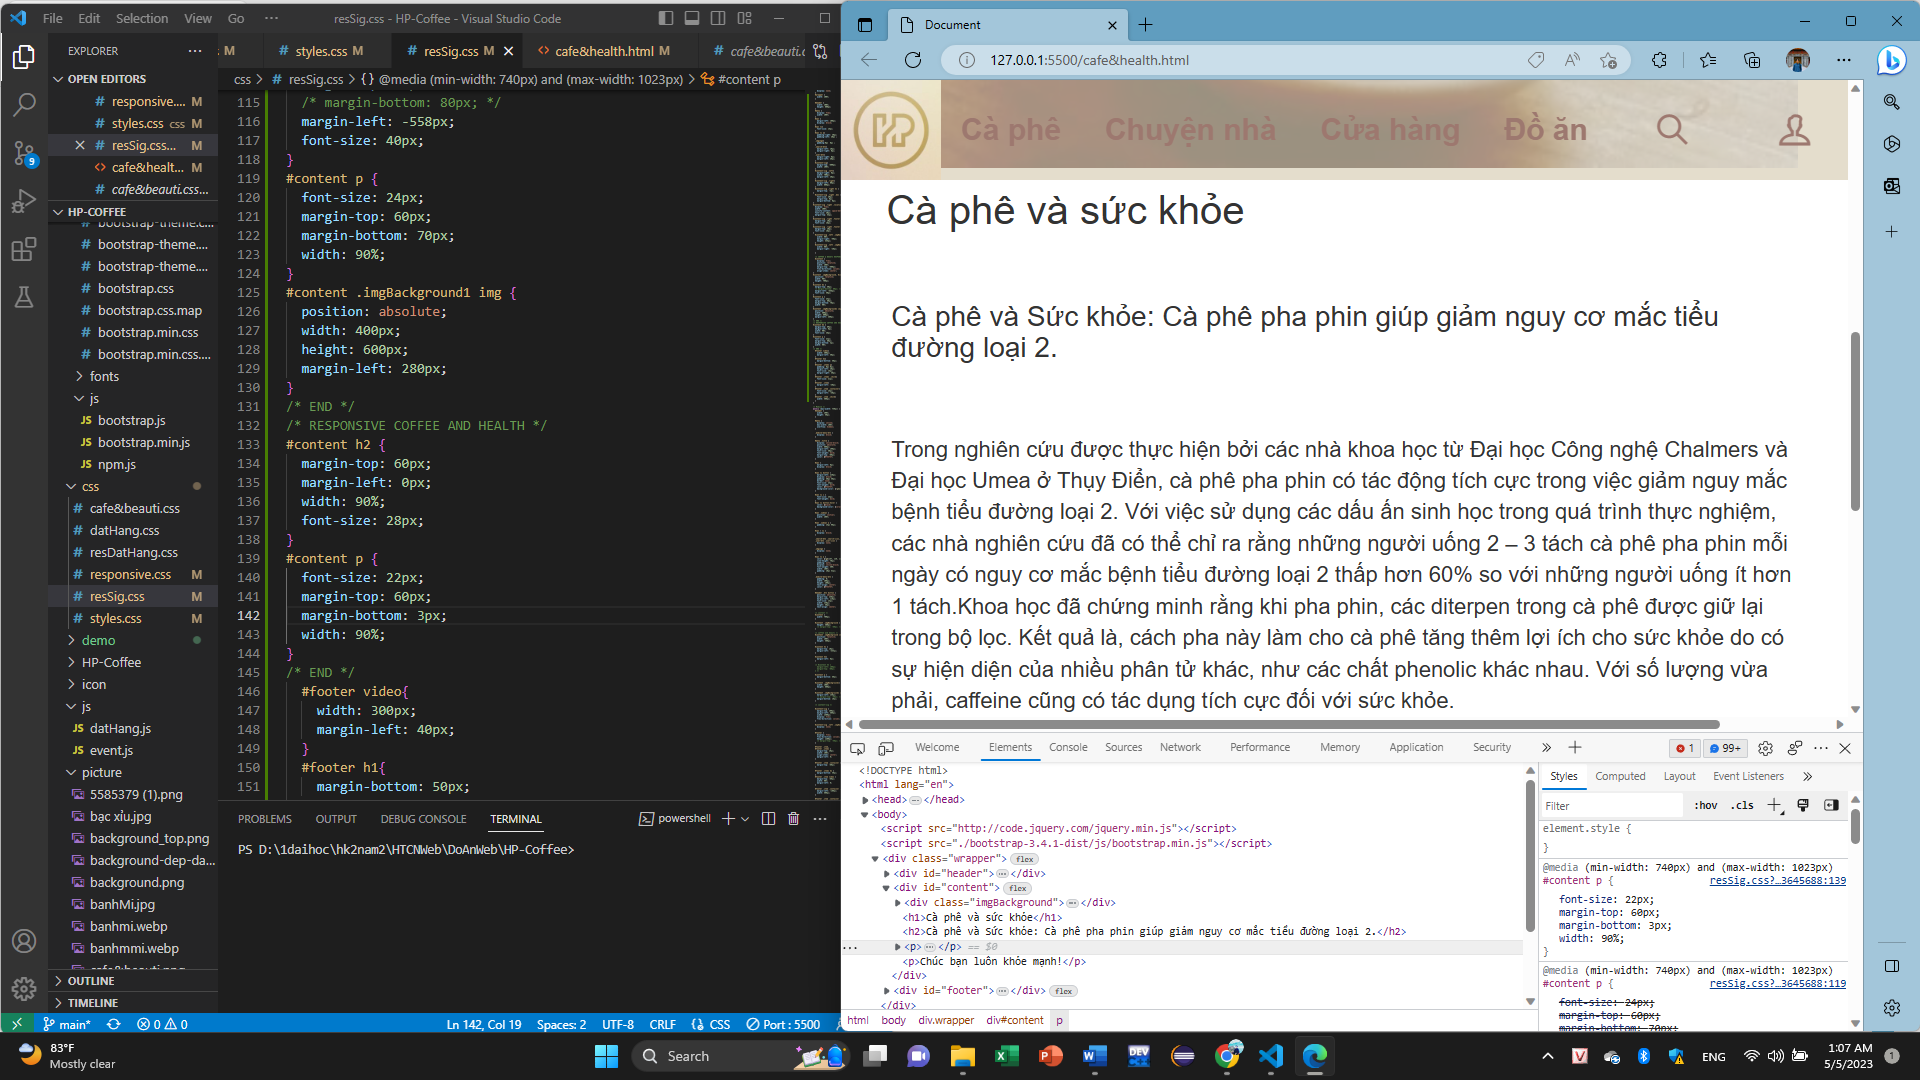 File Edit Selection View Go ··· resSig.css - HP-Coffee - Visual Studio Code
EXPLORER ···
M # styles.css M # resSig.css M <> cafe&health.html M # cafe&beauti.c
css > # resSig.css > {} @media (min-width: 740px) and (max-width: 1023px) > #content p
OPEN EDITORS
# responsive.... M
# styles.css css M
# resSig.css... M
<> cafe&healt... M
# cafe&beauti.css...
HP-COFFEE
# bootstrap-theme.c...
# bootstrap-theme....
# bootstrap-theme....
# bootstrap.css
# bootstrap.css.map
# bootstrap.min.css
# bootstrap.min.css....
> fonts
js
JS bootstrap.js
JS bootstrap.min.js
JS npm.js
css
# cafe&beauti.css
# datHang.css
# resDatHang.css
# responsive.css M
# resSig.css M
# styles.css M
> demo
> HP-Coffee
> icon
js
JS datHang.js
JS event.js
picture
5585379 (1).png
bạc xỉu.jpg
background_top.png
background-dep-da...
background.png
banhMi.jpg
banhmi.webp
banhmmi.webp
cafe&beauti.png
> OUTLINE
> TIMELINE
9
115 /* margin-bottom: 80px; */
116 margin-left: -558px;
117 font-size: 40px;
118 }
119 #content p {
120 font-size: 24px;
121 margin-top: 60px;
122 margin-bottom: 70px;
123 width: 90%;
124 }
125 #content .imgBackground1 img {
126 position: absolute;
127 width: 400px;
128 height: 600px;
129 margin-left: 280px;
130 }
131 /* END */
132 /* RESPONSIVE COFFEE AND HEALTH */
133 #content h2 {
134 margin-top: 60px;
135 margin-left: 0px;
136 width: 90%;
137 font-size: 28px;
138 }
139 #content p {
140 font-size: 22px;
141 margin-top: 60px;
142 margin-bottom: 3px;
143 width: 90%;
144 }
145 /* END */
146 #footer video{
147 width: 300px;
148 margin-left: 40px;
149 }
150 #footer h1{
151 margin-bottom: 50px;
PROBLEMS OUTPUT DEBUG CONSOLE TERMINAL powershell
PS D:\1daihoc\hk2nam2\HTCNWeb\DoAnWeb\HP-Coffee>
main* 0 0 Ln 142, Col 19 Spaces: 2 UTF-8 CRLF {} CSS Port : 5500
Document
127.0.0.1:5500/cafe&health.html
HP Cà phê Chuyện nhà Cửa hàng Đồ ăn
Cà phê và sức khỏe
Cà phê và Sức khỏe: Cà phê pha phin giúp giảm nguy cơ mắc tiểu
đường loại 2.
Trong nghiên cứu được thực hiện bởi các nhà khoa học từ Đại học Công nghệ Chalmers và
Đại học Umea ở Thụy Điển, cà phê pha phin có tác động tích cực trong việc giảm nguy mắc
bệnh tiểu đường loại 2. Với việc sử dụng các dấu ấn sinh học trong quá trình thực nghiệm,
các nhà nghiên cứu đã có thể chỉ ra rằng những người uống 2 – 3 tách cà phê pha phin mỗi
ngày có nguy cơ mắc bệnh tiểu đường loại 2 thấp hơn 60% so với những người uống ít hơn
1 tách.Khoa học đã chứng minh rằng khi pha phin, các diterpen trong cà phê được giữ lại
trong bộ lọc. Kết quả là, cách pha này làm cho cà phê tăng thêm lợi ích cho sức khỏe do có
sự hiện diện của nhiều phân tử khác, như các chất phenolic khác nhau. Với số lượng vừa
phải, caffeine cũng có tác dụng tích cực đối với sức khỏe.
Welcome Elements Console Sources Network Performance Memory Application Security 1 99+
<!DOCTYPE html>
<html lang="en">
<head>···</head>
<body>
<script src="http://code.jquery.com/jquery.min.js"></script>
<script src="./bootstrap-3.4.1-dist/js/bootstrap.min.js"></script>
<div class="wrapper"> flex
<div id="header">···</div>
<div id="content"> flex
<div class="imgBackground">···</div>
<h1>Cà phê và sức khỏe</h1>
<h2>Cà phê và Sức khỏe: Cà phê pha phin giúp giảm nguy cơ mắc tiểu đường loại 2.</h2>
<p>···</p> == $0
<p>Chúc bạn luôn khỏe mạnh!</p>
</div>
<div id="footer">···</div> flex
</div>
html body div.wrapper div#content p
Styles Computed Layout Event Listeners
Filter :hov .cls
element.style {
}
@media (min-width: 740px) and (max-width: 1023px)
#content p { resSig.css?…3645688:139
font-size: 22px;
margin-top: 60px;
margin-bottom: 3px;
width: 90%;
}
@media (min-width: 740px) and (max-width: 1023px)
#content p { resSig.css?…3645688:119
font-size: 24px;
margin-top: 60px;
margin-bottom: 70px;
83°F
Mostly clear
Search
DEV
ENG
1:07 AM
5/5/2023
1